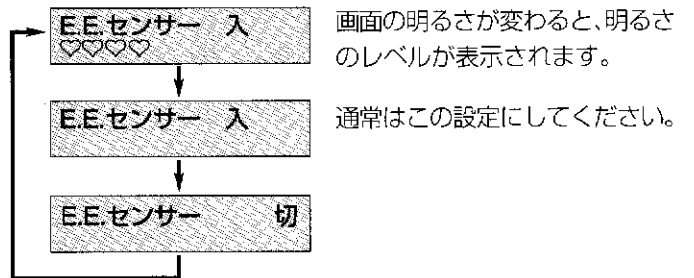 E.E.センサー 入
♡♡♡♡
画面の明るさが変わると、明るさ
のレベルが表示されます。
E.E.センサー 入
通常はこの設定にしてください。
E.E.センサー 切